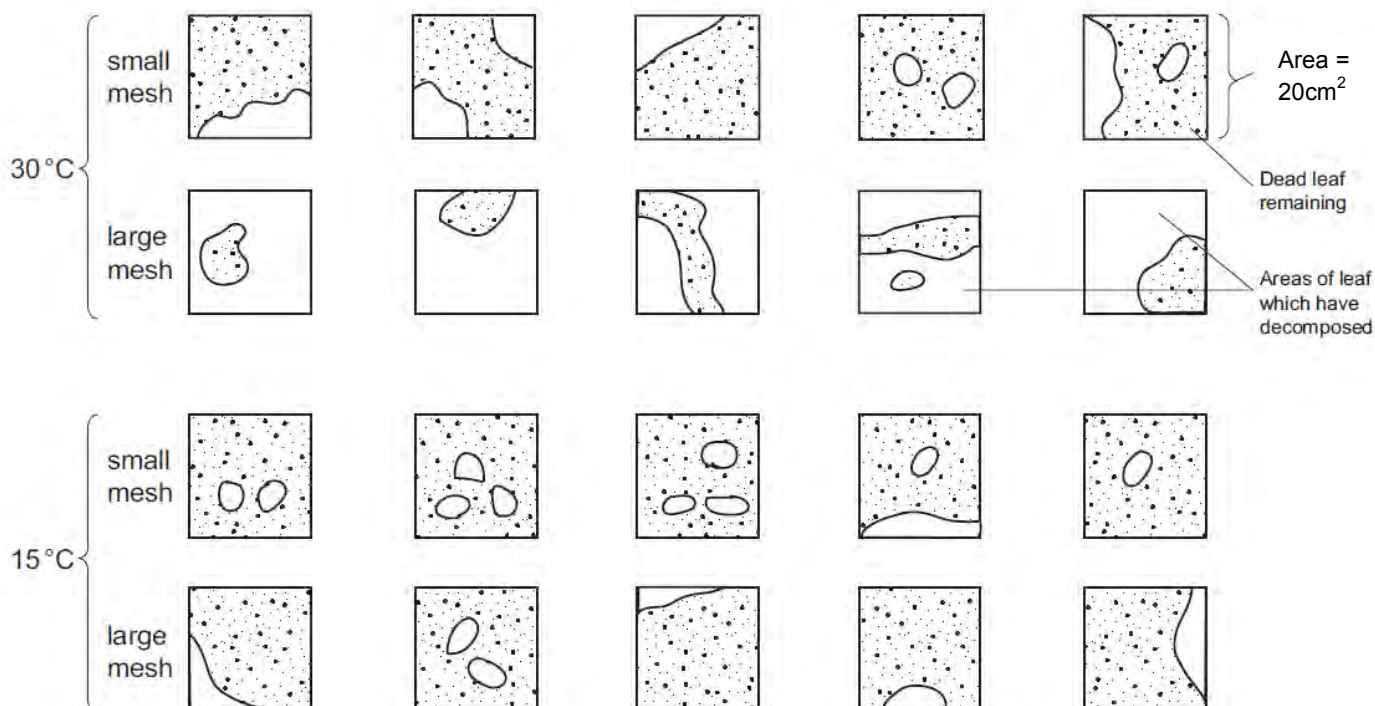 small
mesh
Area =
20cm²
30 °C
Dead leaf
remaining
large
mesh
Areas of leaf
which have
decomposed
small
mesh
15 °C
large
mesh